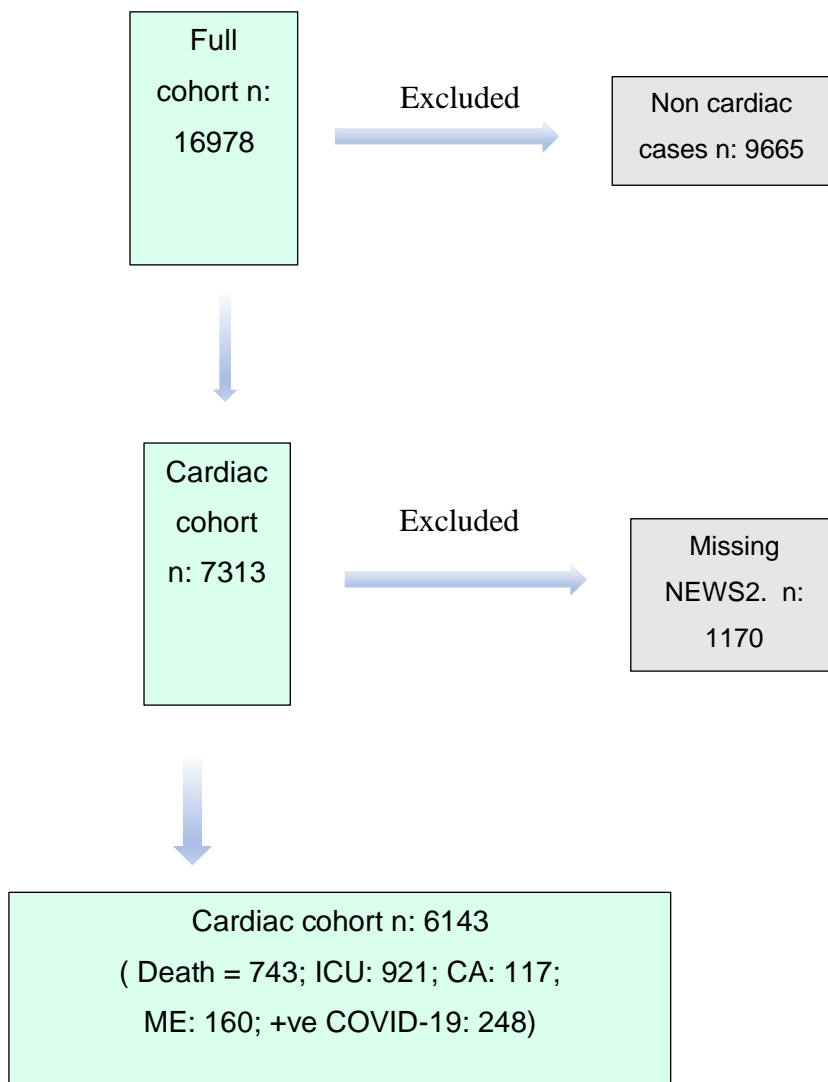 Full
cohort n:
16978
Excluded
Non cardiac
cases n: 9665
Cardiac
cohort
n: 7313
Excluded
Missing
NEWS2. n:
1170
Cardiac cohort n: 6143
( Death = 743; ICU: 921; CA: 117;
ME: 160; +ve COVID-19: 248)